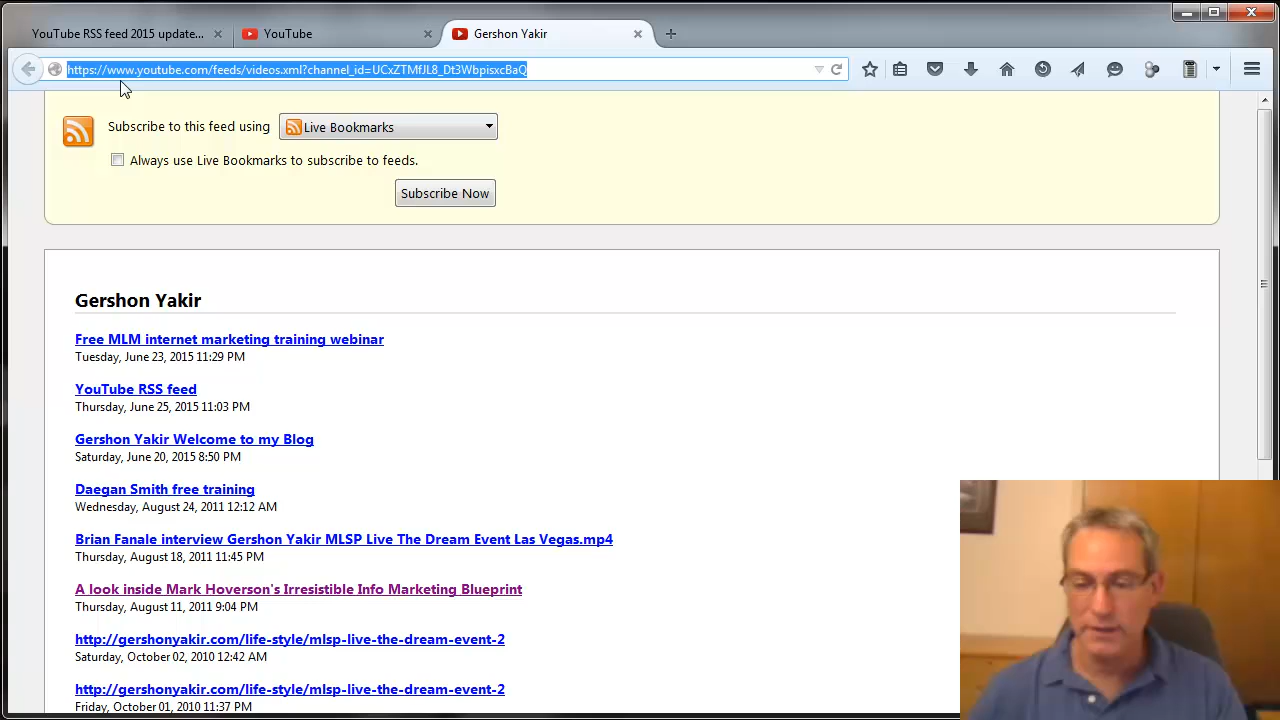 YouTube RSS feed 2015 update...
YouTube
Gershon Yakir
https://www.youtube.com/feeds/videos.xml?channel_id=UCxZTMfJL8_Dt3WbpisxcBaQ
Subscribe to this feed using
Live Bookmarks
Always use Live Bookmarks to subscribe to feeds.
Subscribe Now
Gershon Yakir
Free MLM internet marketing training webinar
Tuesday, June 23, 2015 11:29 PM
YouTube RSS feed
Thursday, June 25, 2015 11:03 PM
Gershon Yakir Welcome to my Blog
Saturday, June 20, 2015 8:50 PM
Daegan Smith free training
Wednesday, August 24, 2011 12:12 AM
Brian Fanale interview Gershon Yakir MLSP Live The Dream Event Las Vegas.mp4
Thursday, August 18, 2011 11:45 PM
A look inside Mark Hoverson's Irresistible Info Marketing Blueprint
Thursday, August 11, 2011 9:04 PM
http://gershonyakir.com/life-style/mlsp-live-the-dream-event-2
Saturday, October 02, 2010 12:42 AM
http://gershonyakir.com/life-style/mlsp-live-the-dream-event-2
Friday, October 01, 2010 11:37 PM